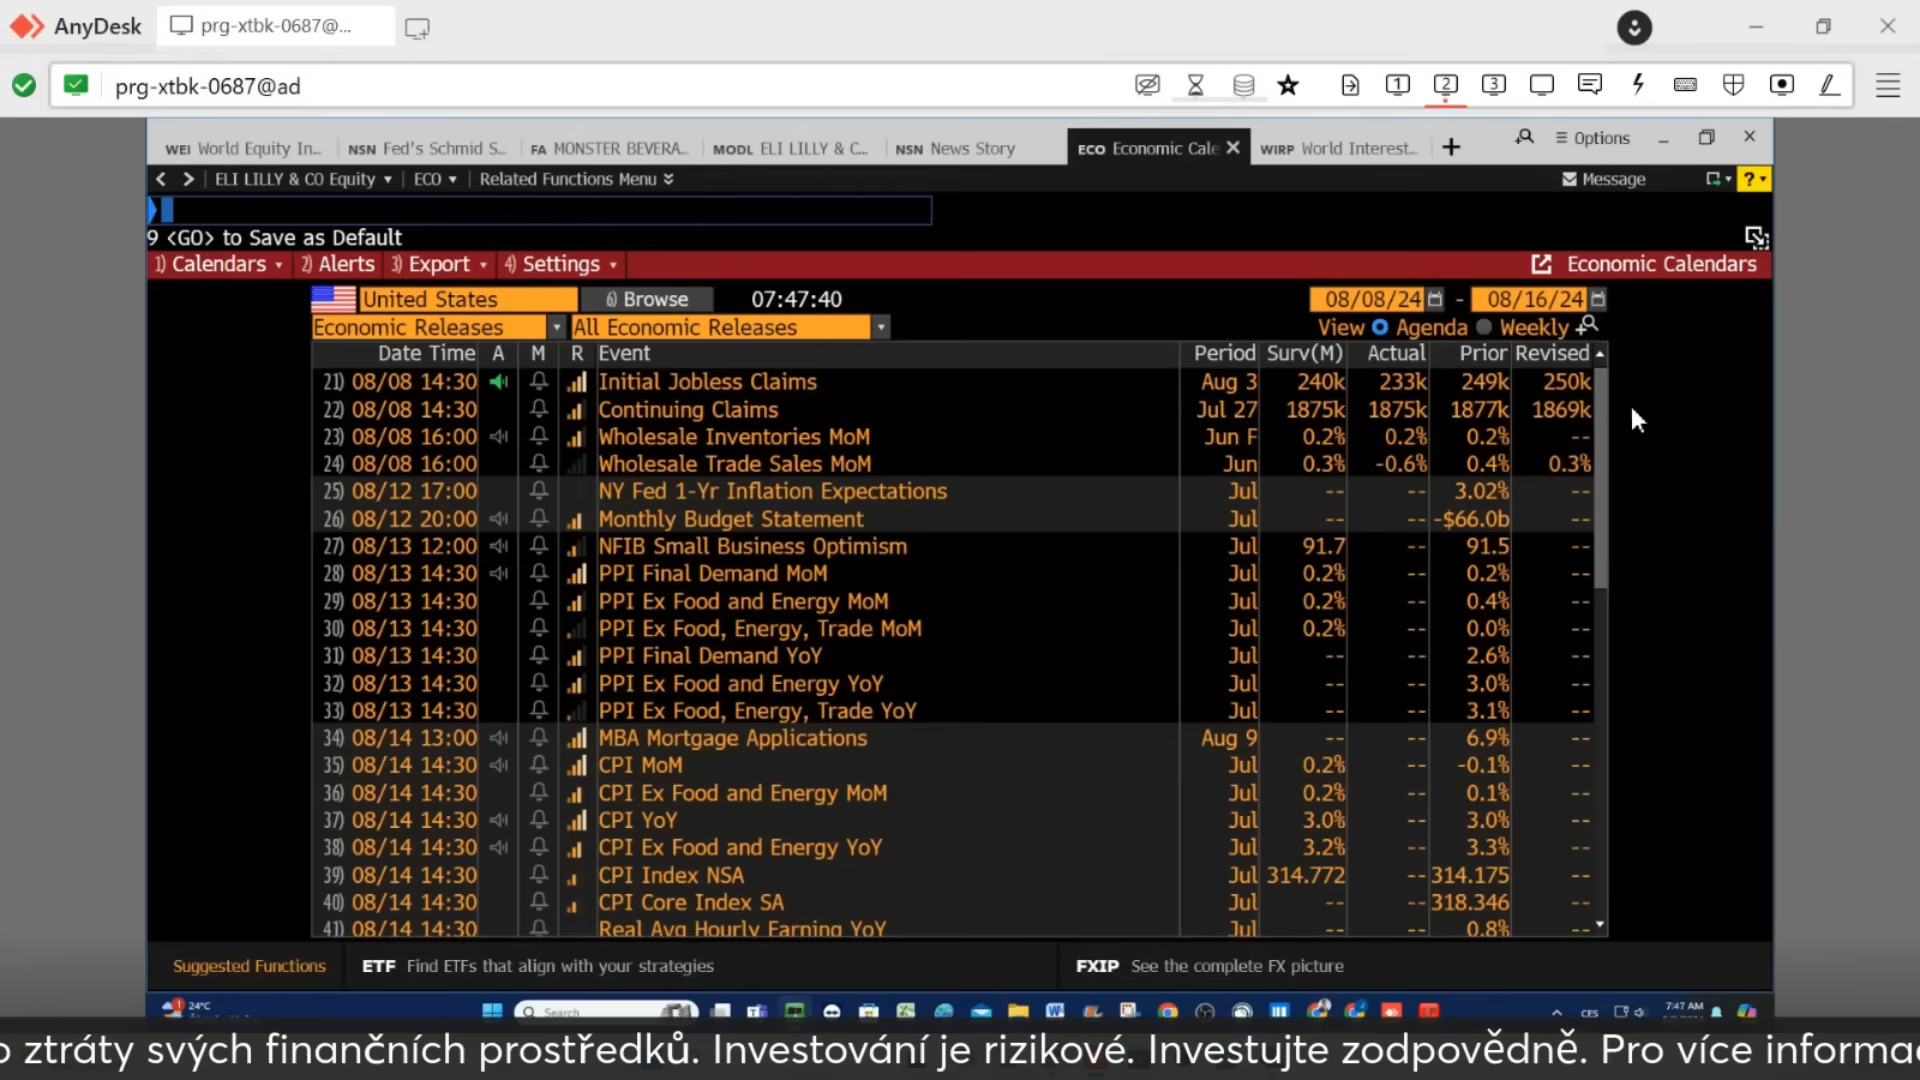 AnyDesk prg-xtbk-0687@...
prg-xtbk-0687@ad 1 2 3
WEI World Equity In... NSN Fed's Schmid S... FA MONSTER BEVERA... MODL ELI LILLY & C... NSN News Story ECO Economic Cale WIRP World Interest... Options
ELI LILLY & CO Equity ECO Related Functions Menu Message ?
9 <GO> to Save as Default
1) Calendars 2) Alerts 3) Export 4) Settings Economic Calendars
United States 6) Browse 07:47:40 08/08/24 - 08/16/24
Economic Releases All Economic Releases View Agenda Weekly
Date Time A M R Event Period Surv(M) Actual Prior Revised
21) 08/08 14:30 Initial Jobless Claims Aug 3 240k 233k 249k 250k
22) 08/08 14:30 Continuing Claims Jul 27 1875k 1875k 1877k 1869k
23) 08/08 16:00 Wholesale Inventories MoM Jun F 0.2% 0.2% 0.2% --
24) 08/08 16:00 Wholesale Trade Sales MoM Jun 0.3% -0.6% 0.4% 0.3%
25) 08/12 17:00 NY Fed 1-Yr Inflation Expectations Jul -- -- 3.02% --
26) 08/12 20:00 Monthly Budget Statement Jul -- -- -$66.0b --
27) 08/13 12:00 NFIB Small Business Optimism Jul 91.7 -- 91.5 --
28) 08/13 14:30 PPI Final Demand MoM Jul 0.2% -- 0.2% --
29) 08/13 14:30 PPI Ex Food and Energy MoM Jul 0.2% -- 0.4% --
30) 08/13 14:30 PPI Ex Food, Energy, Trade MoM Jul 0.2% -- 0.0% --
31) 08/13 14:30 PPI Final Demand YoY Jul -- -- 2.6% --
32) 08/13 14:30 PPI Ex Food and Energy YoY Jul -- -- 3.0% --
33) 08/13 14:30 PPI Ex Food, Energy, Trade YoY Jul -- -- 3.1% --
34) 08/14 13:00 MBA Mortgage Applications Aug 9 -- -- 6.9% --
35) 08/14 14:30 CPI MoM Jul 0.2% -- -0.1% --
36) 08/14 14:30 CPI Ex Food and Energy MoM Jul 0.2% -- 0.1% --
37) 08/14 14:30 CPI YoY Jul 3.0% -- 3.0% --
38) 08/14 14:30 CPI Ex Food and Energy YoY Jul 3.2% -- 3.3% --
39) 08/14 14:30 CPI Index NSA Jul 314.772 -- 314.175 --
40) 08/14 14:30 CPI Core Index SA Jul -- -- 318.346 --
41) 08/14 14:30 Real Avg Hourly Earning YoY Jul -- -- 0.8% --
Suggested Functions ETF Find ETFs that align with your strategies FXIP See the complete FX picture
24°C Search CES 7:47 AM
o ztráty svých finančních prostředků. Investování je rizikové. Investujte zodpovědně. Pro více informac